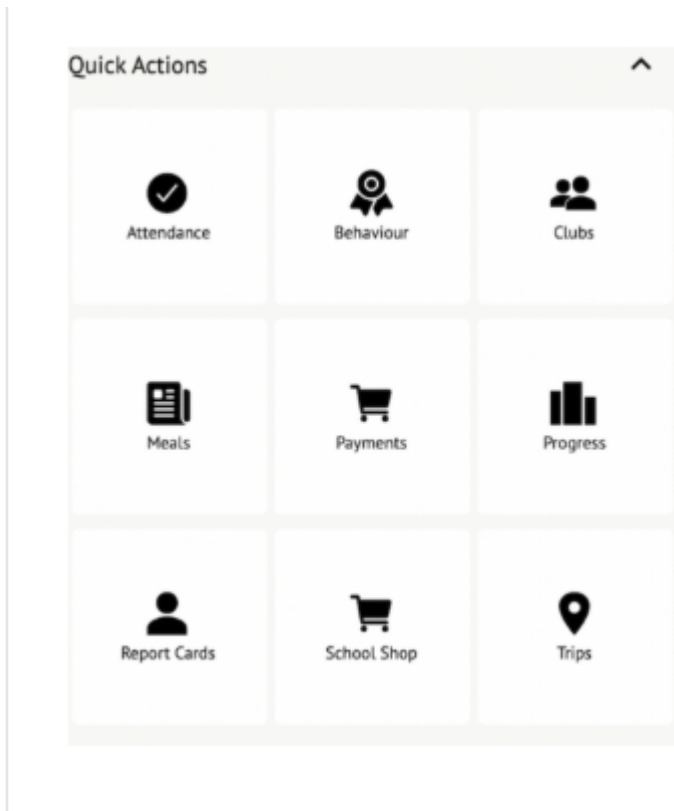 Quick Actions
Attendance Behaviour Clubs
Meals Payments Progress
Report Cards School Shop Trips